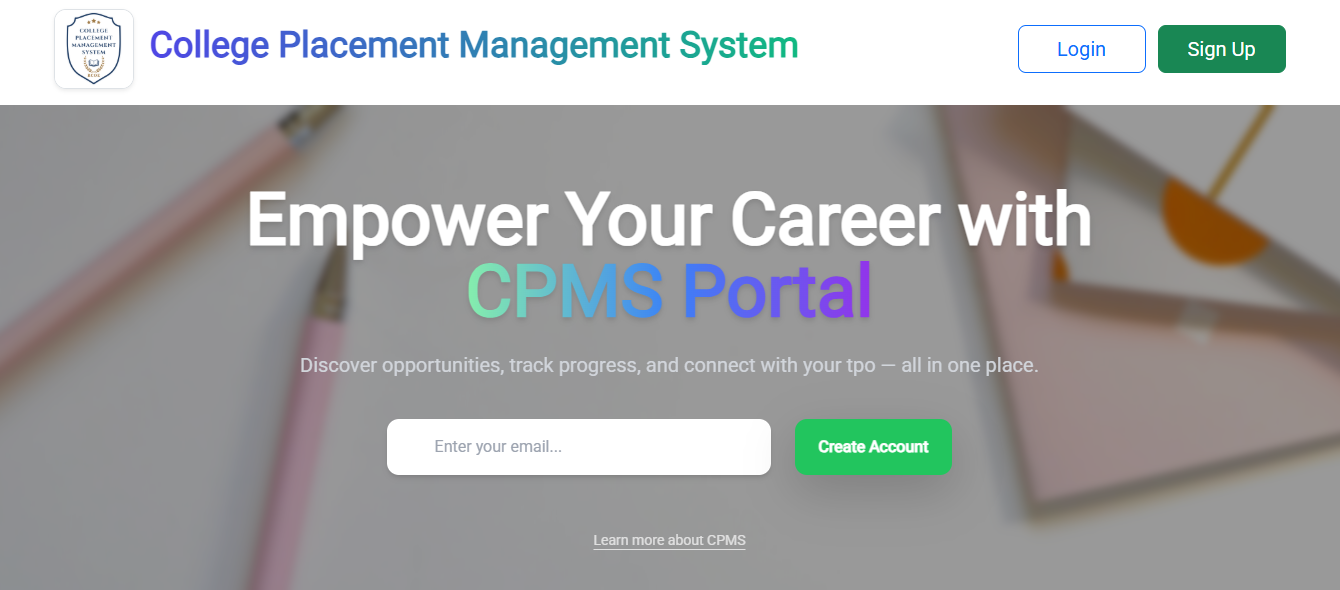 COLLEGE
PLACEMENT
MANAGEMENT
SYSTEM
College Placement Management System
Login
Sign Up
Empower Your Career with
CPMS Portal
Discover opportunities, track progress, and connect with your tpo — all in one place.
Enter your email...
Create Account
Learn more about CPMS